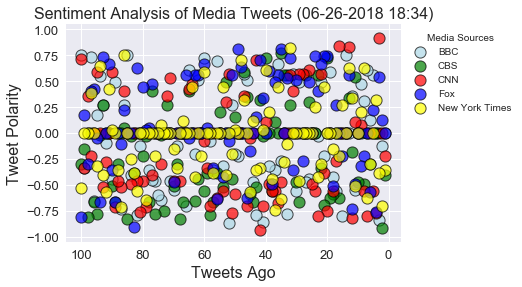 Sentiment Analysis of Media Tweets (06-26-2018 18:34)
Media Sources
BBC
CBS
CNN
Fox
New York Times
Tweet Polarity
1.00
0.75
0.50
0.25
0.00
−0.25
−0.50
−0.75
−1.00
100 80 60 40 20 0
Tweets Ago